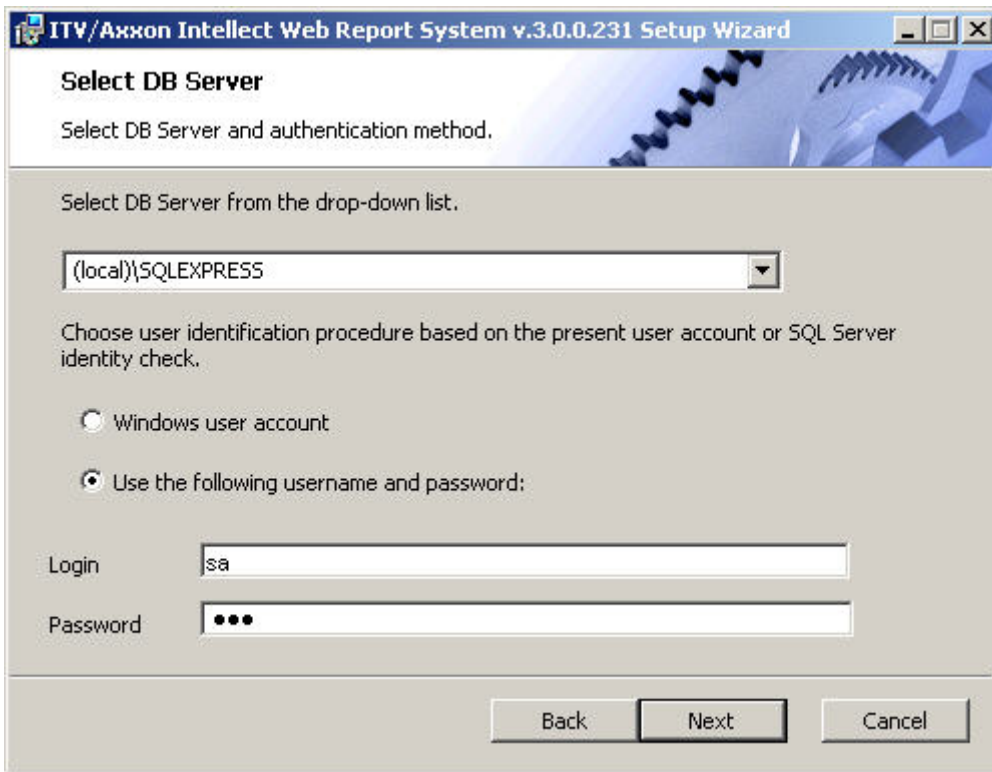 ITV/Axxon Intellect Web Report System v.3.0.0.231 Setup Wizard
Select DB Server
Select DB Server and authentication method.
Select DB Server from the drop-down list.
(local)\SQLEXPRESS
Choose user identification procedure based on the present user account or SQL Server
identity check.
Windows user account
Use the following username and password:
Login
sa
Password
●●●
Back
Next
Cancel